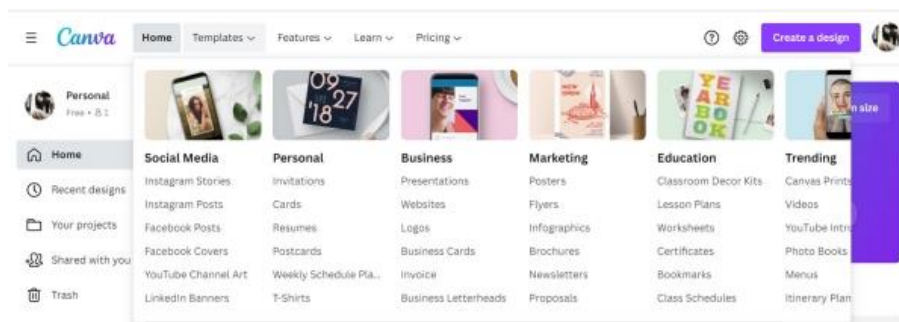 Canva Home Templates Features Learn Pricing Create a design
Personal
Free • 1
Home
Recent designs
Your projects
Shared with you
Trash
09
27
'18
YEARBOOK
n size
Social Media
Instagram Stories
Instagram Posts
Facebook Posts
Facebook Covers
YouTube Channel Art
LinkedIn Banners
Personal
Invitations
Cards
Resumes
Postcards
Weekly Schedule Pla...
T-Shirts
Business
Presentations
Websites
Logos
Business Cards
Invoice
Business Letterheads
Marketing
Posters
Flyers
Infographics
Brochures
Newsletters
Proposals
Education
Classroom Decor Kits
Lesson Plans
Worksheets
Certificates
Bookmarks
Class Schedules
Trending
Canvas Prints
Videos
YouTube Intro
Photo Books
Menus
Itinerary Plan